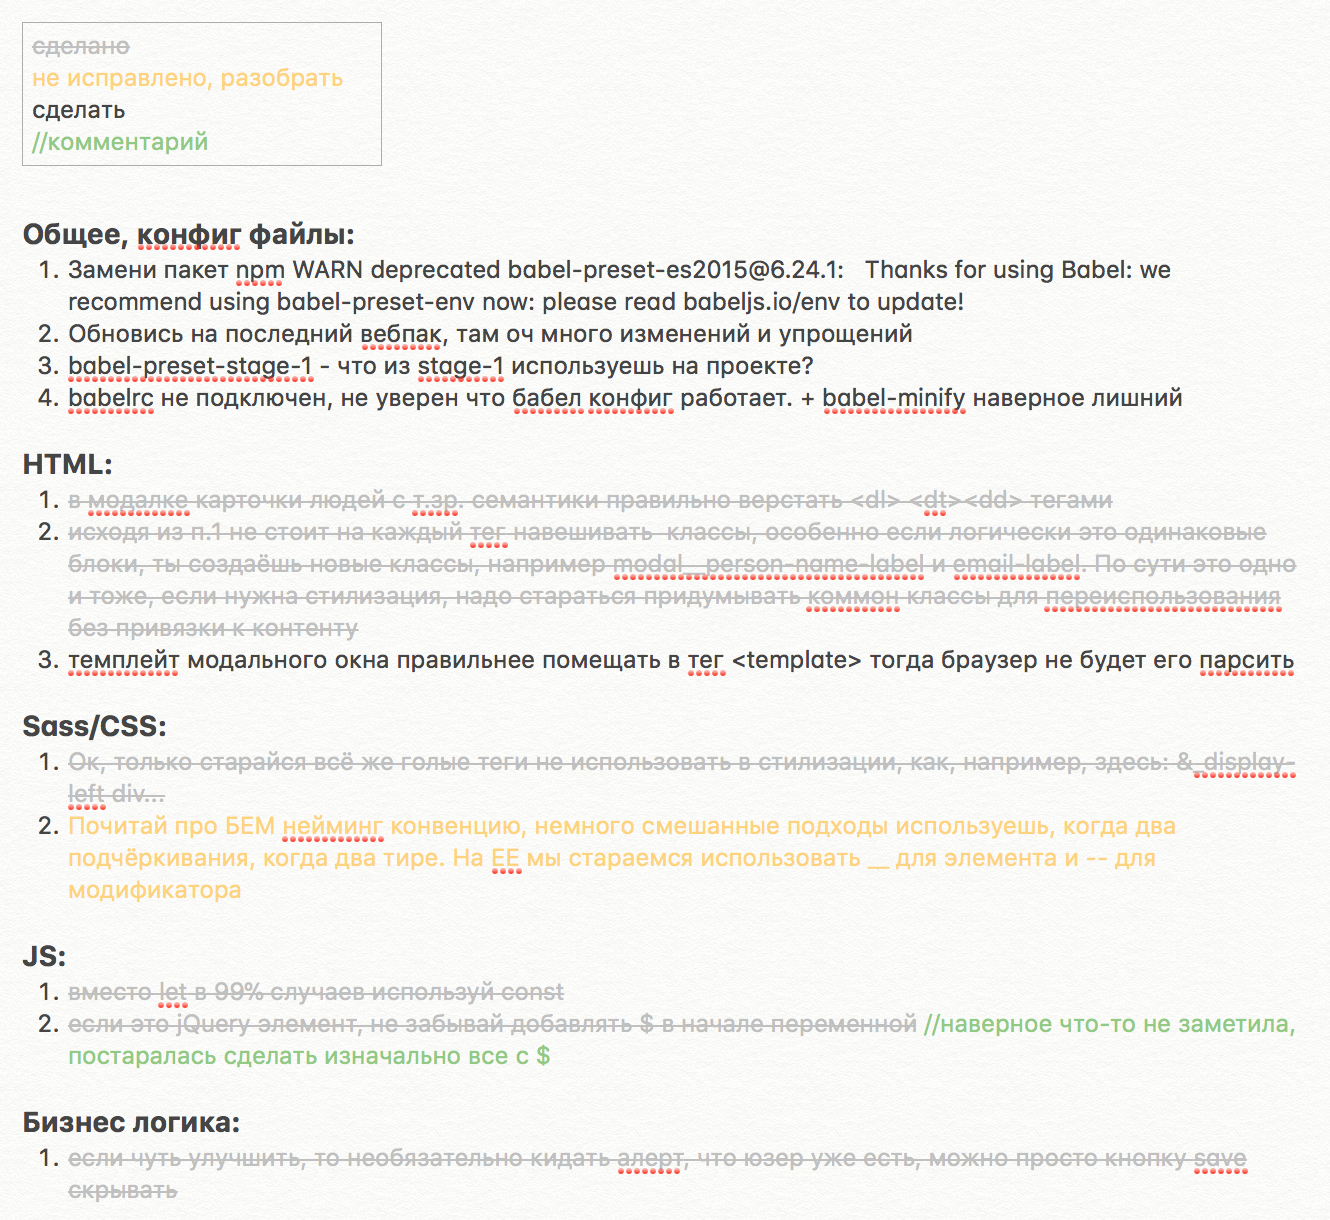 сделано
не исправлено, разобрать
сделать
//комментарий
Общее, конфиг файлы:
1. Замени пакет npm WARN deprecated babel-preset-es2015@6.24.1:   Thanks for using Babel: we
recommend using babel-preset-env now: please read babeljs.io/env to update!
2. Обновись на последний вебпак, там оч много изменений и упрощений
3. babel-preset-stage-1 - что из stage-1 используешь на проекте?
4. babelrc не подключен, не уверен что бабел конфиг работает. + babel-minify наверное лишний
HTML:
1. в модалке карточки людей с т.зр. семантики правильно верстать <dl> <dt><dd> тегами
2. исходя из п.1 не стоит на каждый тег навешивать  классы, особенно если логически это одинаковые
блоки, ты создаёшь новые классы, например modal__person-name-label и email-label. По сути это одно
и тоже, если нужна стилизация, надо стараться придумывать коммон классы для переиспользования
без привязки к контенту
3. темплейт модального окна правильнее помещать в тег <template> тогда браузер не будет его парсить
Sass/CSS:
1. Ок, только старайся всё же голые теги не использовать в стилизации, как, например, здесь: &_display-
left div...
2. Почитай про БЕМ нейминг конвенцию, немного смешанные подходы используешь, когда два
подчёркивания, когда два тире. На ЕЕ мы стараемся использовать __ для элемента и -- для
модификатора
JS:
1. вместо let в 99% случаев используй const
2. если это jQuery элемент, не забывай добавлять $ в начале переменной //наверное что-то не заметила,
постаралась сделать изначально все с $
Бизнес логика:
1. если чуть улучшить, то необязательно кидать алерт, что юзер уже есть, можно просто кнопку save
скрывать